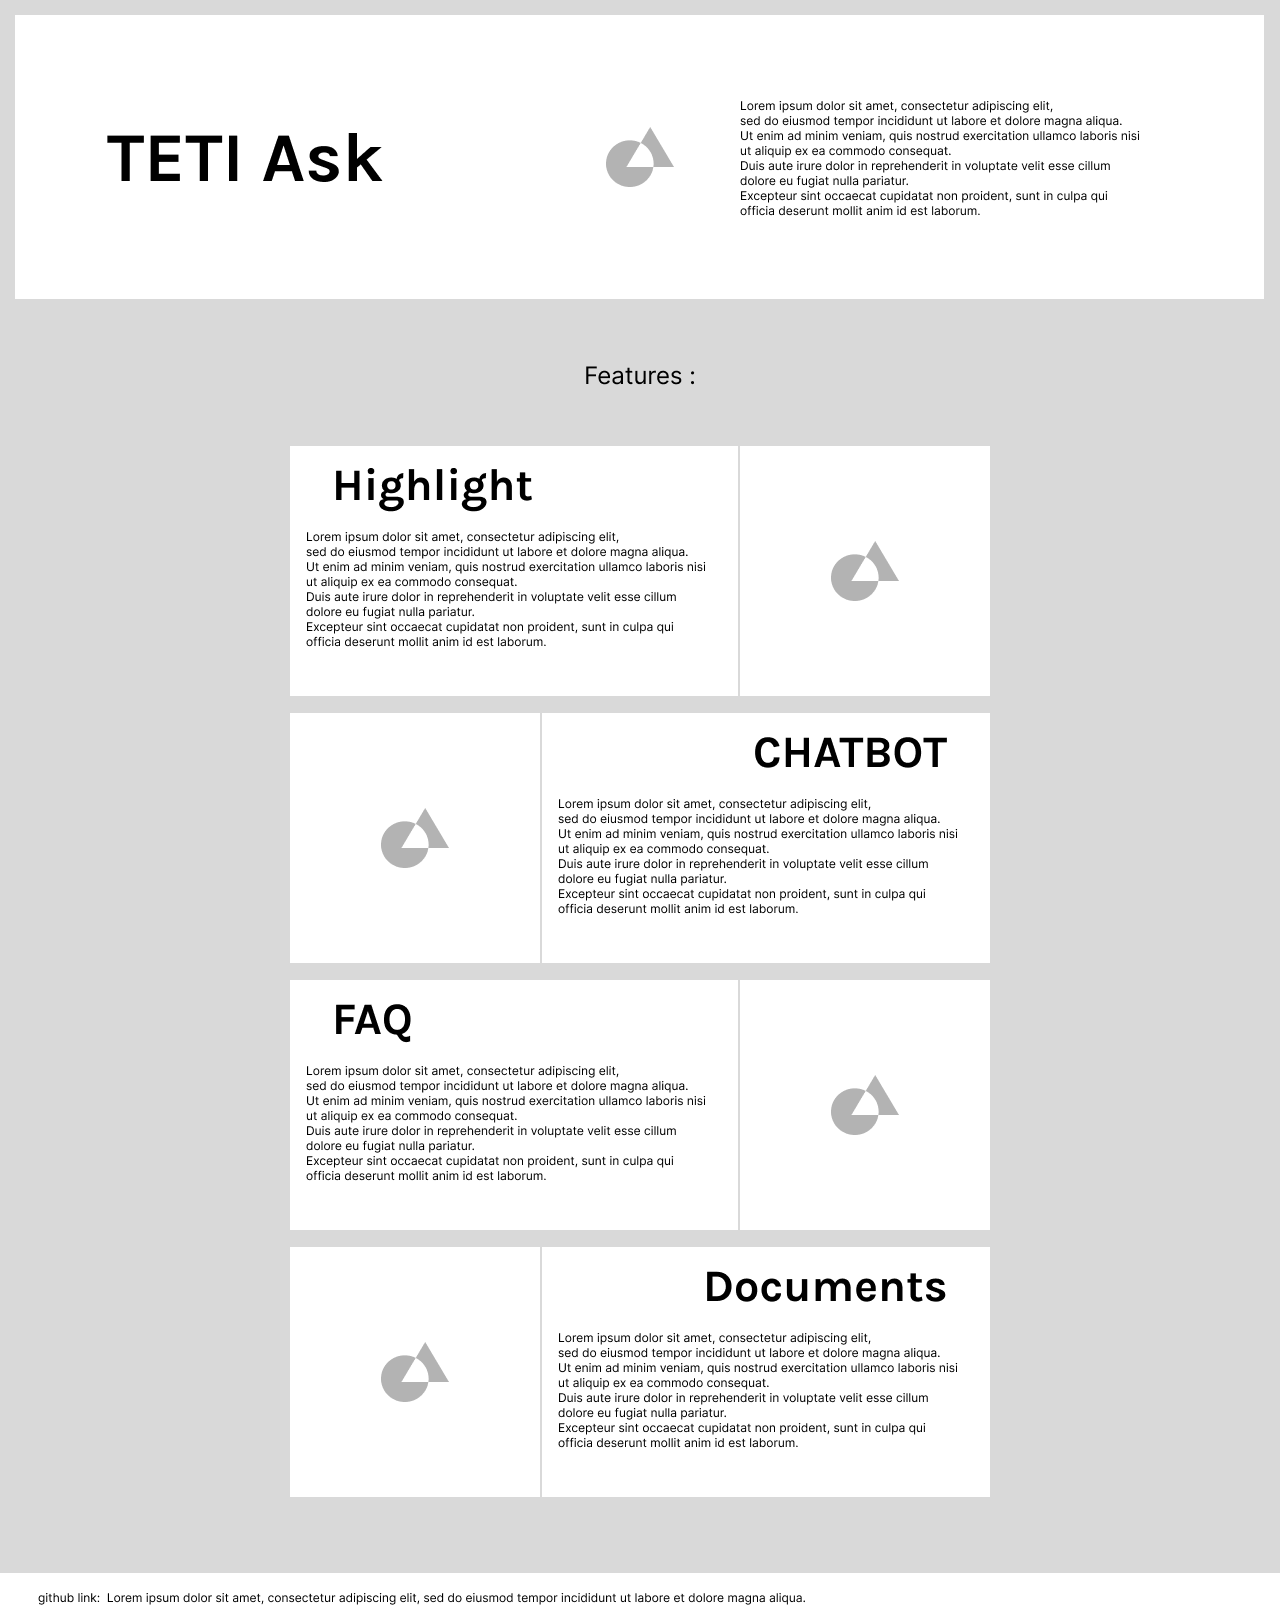 TETI Ask
Lorem ipsum dolor sit amet, consectetur adipiscing elit,
sed do eiusmod tempor incididunt ut labore et dolore magna aliqua.
Ut enim ad minim veniam, quis nostrud exercitation ullamco laboris nisi
ut aliquip ex ea commodo consequat.
Duis aute irure dolor in reprehenderit in voluptate velit esse cillum
dolore eu fugiat nulla pariatur.
Excepteur sint occaecat cupidatat non proident, sunt in culpa qui
officia deserunt mollit anim id est laborum.
Features :
Highlight
Lorem ipsum dolor sit amet, consectetur adipiscing elit,
sed do eiusmod tempor incididunt ut labore et dolore magna aliqua.
Ut enim ad minim veniam, quis nostrud exercitation ullamco laboris nisi
ut aliquip ex ea commodo consequat.
Duis aute irure dolor in reprehenderit in voluptate velit esse cillum
dolore eu fugiat nulla pariatur.
Excepteur sint occaecat cupidatat non proident, sunt in culpa qui
officia deserunt mollit anim id est laborum.
CHATBOT
Lorem ipsum dolor sit amet, consectetur adipiscing elit,
sed do eiusmod tempor incididunt ut labore et dolore magna aliqua.
Ut enim ad minim veniam, quis nostrud exercitation ullamco laboris nisi
ut aliquip ex ea commodo consequat.
Duis aute irure dolor in reprehenderit in voluptate velit esse cillum
dolore eu fugiat nulla pariatur.
Excepteur sint occaecat cupidatat non proident, sunt in culpa qui
officia deserunt mollit anim id est laborum.
FAQ
Lorem ipsum dolor sit amet, consectetur adipiscing elit,
sed do eiusmod tempor incididunt ut labore et dolore magna aliqua.
Ut enim ad minim veniam, quis nostrud exercitation ullamco laboris nisi
ut aliquip ex ea commodo consequat.
Duis aute irure dolor in reprehenderit in voluptate velit esse cillum
dolore eu fugiat nulla pariatur.
Excepteur sint occaecat cupidatat non proident, sunt in culpa qui
officia deserunt mollit anim id est laborum.
Documents
Lorem ipsum dolor sit amet, consectetur adipiscing elit,
sed do eiusmod tempor incididunt ut labore et dolore magna aliqua.
Ut enim ad minim veniam, quis nostrud exercitation ullamco laboris nisi
ut aliquip ex ea commodo consequat.
Duis aute irure dolor in reprehenderit in voluptate velit esse cillum
dolore eu fugiat nulla pariatur.
Excepteur sint occaecat cupidatat non proident, sunt in culpa qui
officia deserunt mollit anim id est laborum.
github link: Lorem ipsum dolor sit amet, consectetur adipiscing elit, sed do eiusmod tempor incididunt ut labore et dolore magna aliqua.